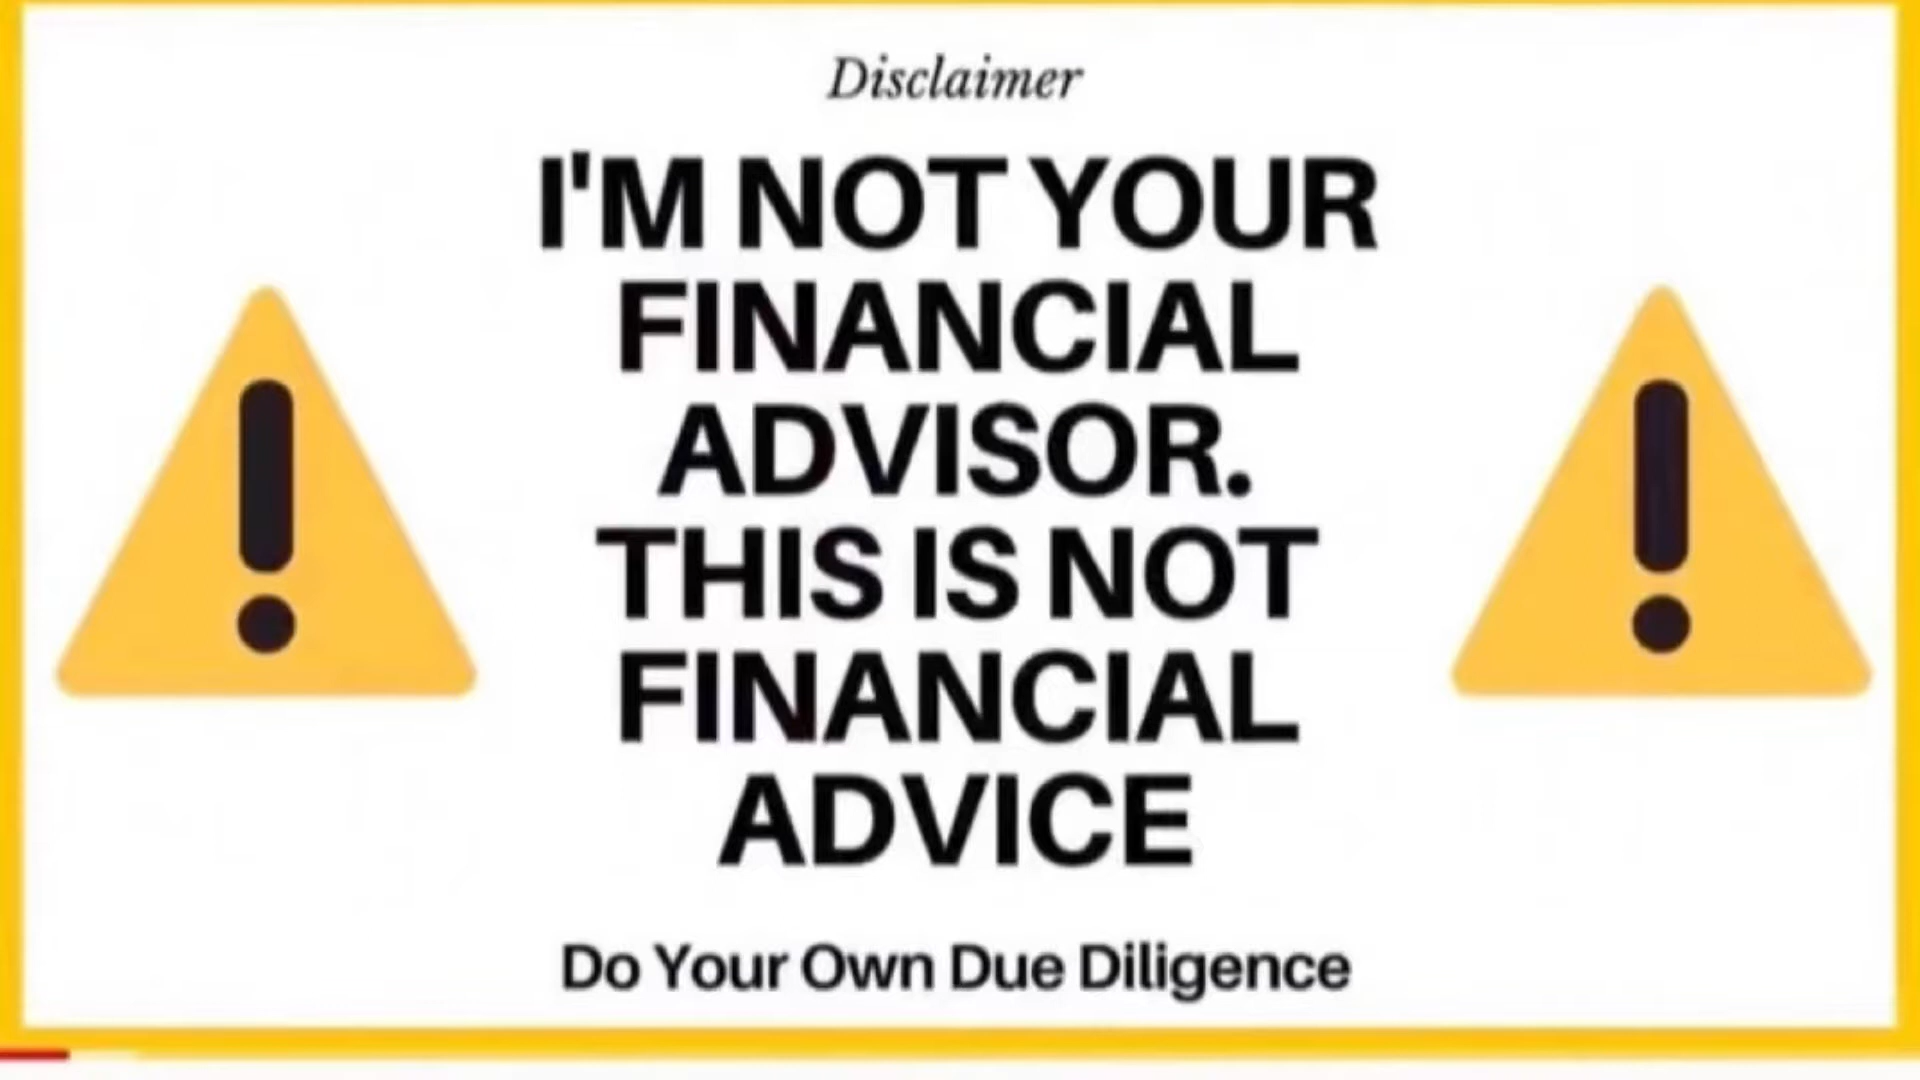 Disclaimer
I'M NOT YOUR
FINANCIAL
ADVISOR.
THIS IS NOT
FINANCIAL
ADVICE
Do Your Own Due Diligence